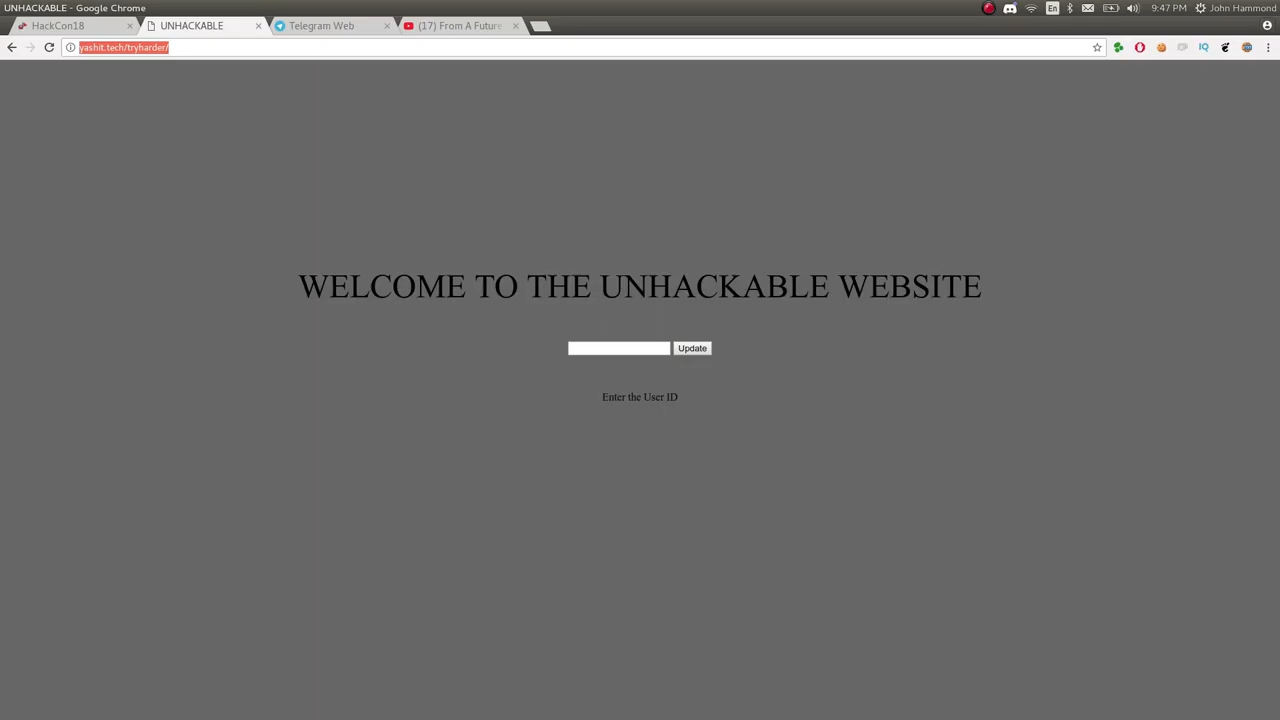 UNHACKABLE - Google Chrome
En
9:47 PM
John Hammond
HackCon18
UNHACKABLE
Telegram Web
(17) From A Future
yashit.tech/tryharder/
IQ
WELCOME TO THE UNHACKABLE WEBSITE
Update
Enter the User ID